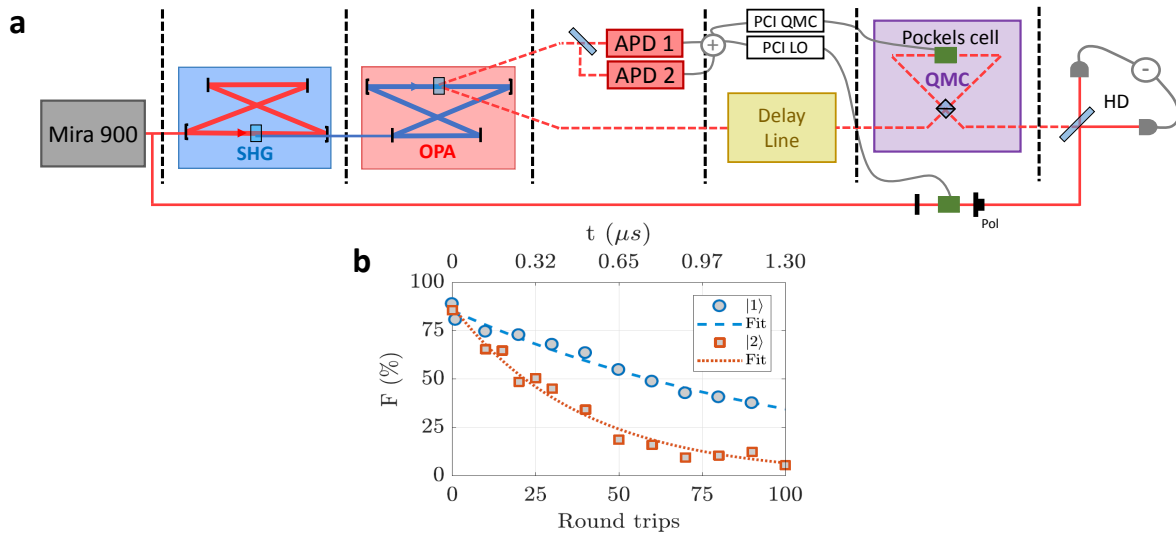 a
Mira 900
SHG
OPA
APD 1
APD 2
+
PCI QMC
PCI LO
Delay
Line
Pockels cell
QMC
HD
-
Pol
b
t (μs)
0 0.32 0.65 0.97 1.30
F (%)
100
75
50
25
0
|1⟩
Fit
|2⟩
Fit
0 25 50 75 100
Round trips